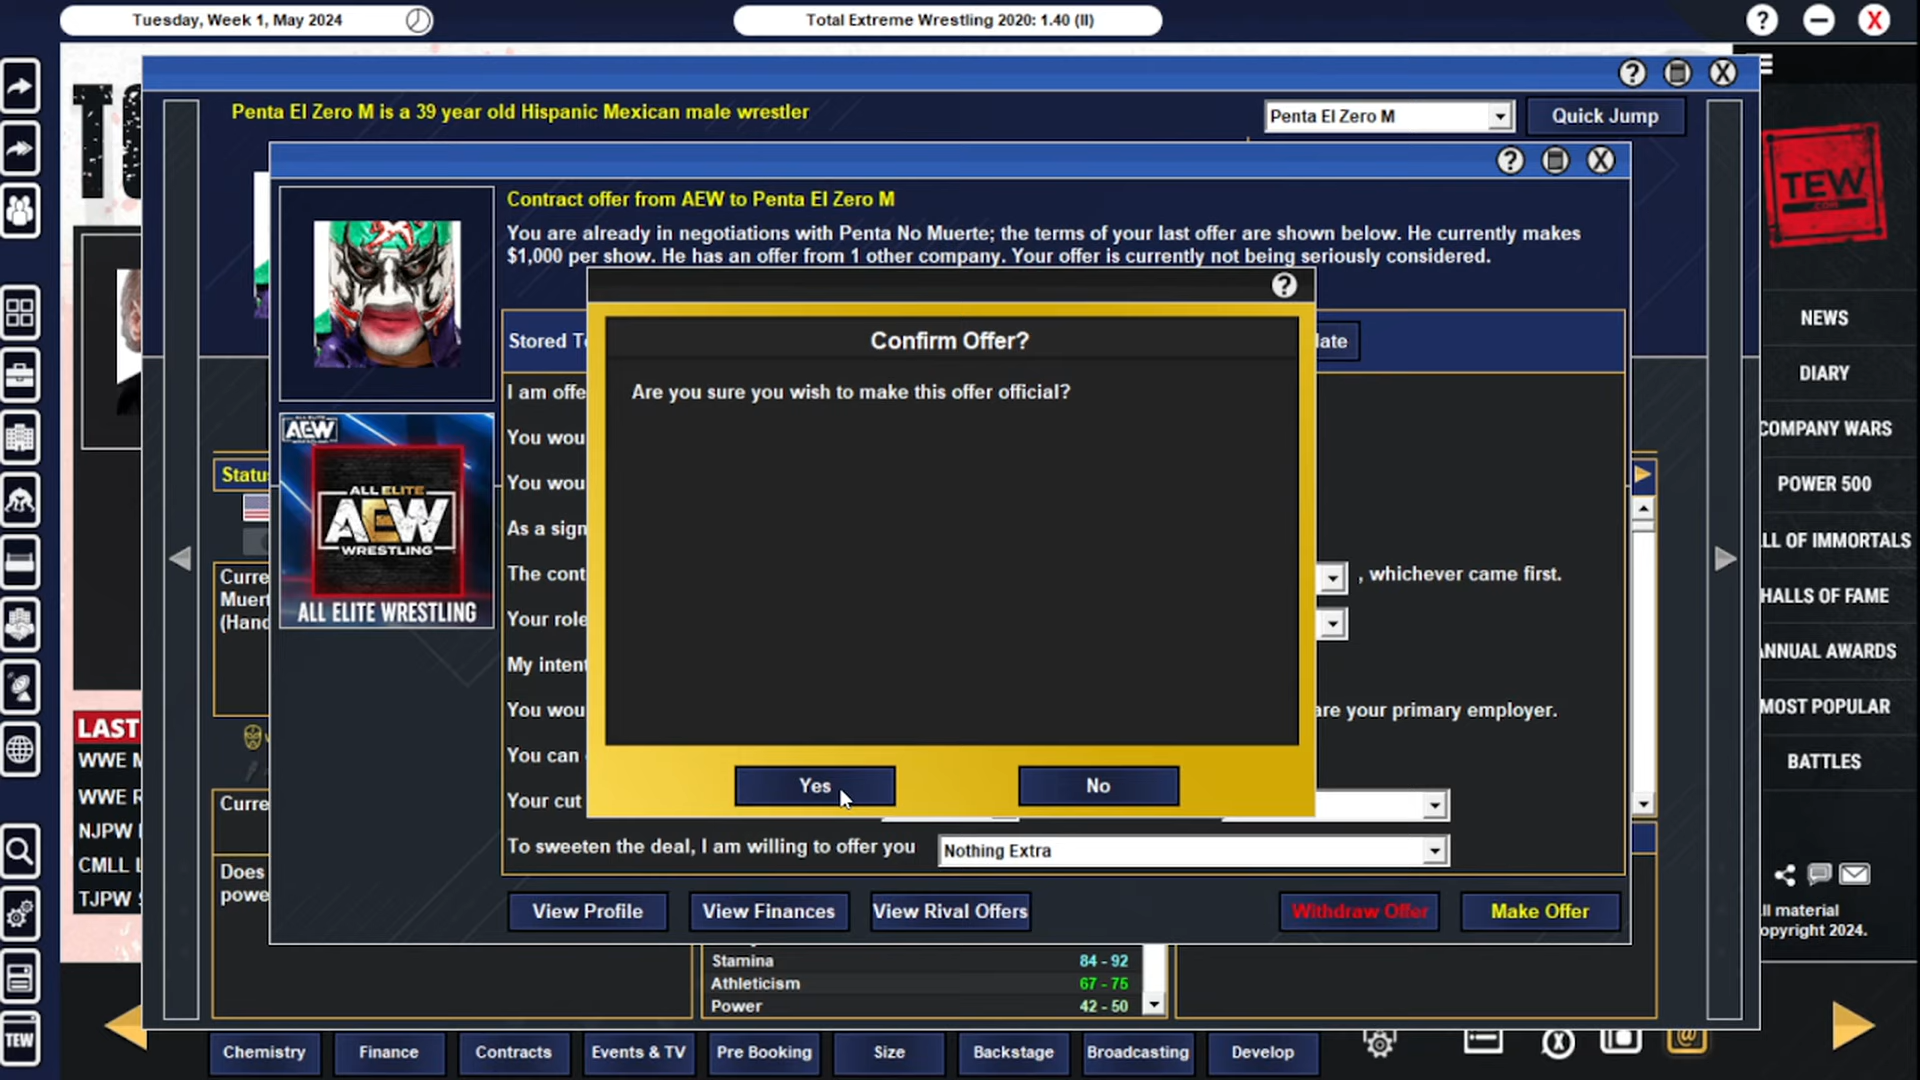 Tuesday, Week 1, May 2024
Total Extreme Wrestling 2020: 1.40 (II)
?
X
Penta El Zero M is a 39 year old Hispanic Mexican male wrestler
Penta El Zero M
Quick Jump
Contract offer from AEW to Penta El Zero M
You are already in negotiations with Penta No Muerte; the terms of your last offer are shown below. He currently makes
$1,000 per show. He has an offer from 1 other company. Your offer is currently not being seriously considered.
TEW
.COM
Stored Te
late
Confirm Offer?
Are you sure you wish to make this offer official?
I am offe
You wou
You wou
As a sign
The cont
, whichever came first.
Your role
My intent
You wou
are your primary employer.
You can
Your cut
To sweeten the deal, I am willing to offer you
Nothing Extra
Yes
No
AEW
ALL ELITE
AEW
WRESTLING
ALL ELITE WRESTLING
Statu
Curre
Muert
(Hand
Curre
Does
powe
View Profile
View Finances
View Rival Offers
Withdraw Offer
Make Offer
Stamina 84 - 92
Athleticism 67 - 75
Power 42 - 50
LAST
WWE M
WWE R
NJPW
CMLL L
TJPW S
NEWS
DIARY
COMPANY WARS
POWER 500
LL OF IMMORTALS
HALLS OF FAME
ANNUAL AWARDS
MOST POPULAR
BATTLES
ll material
opyright 2024.
TEW
Chemistry
Finance
Contracts
Events & TV
Pre Booking
Size
Backstage
Broadcasting
Develop